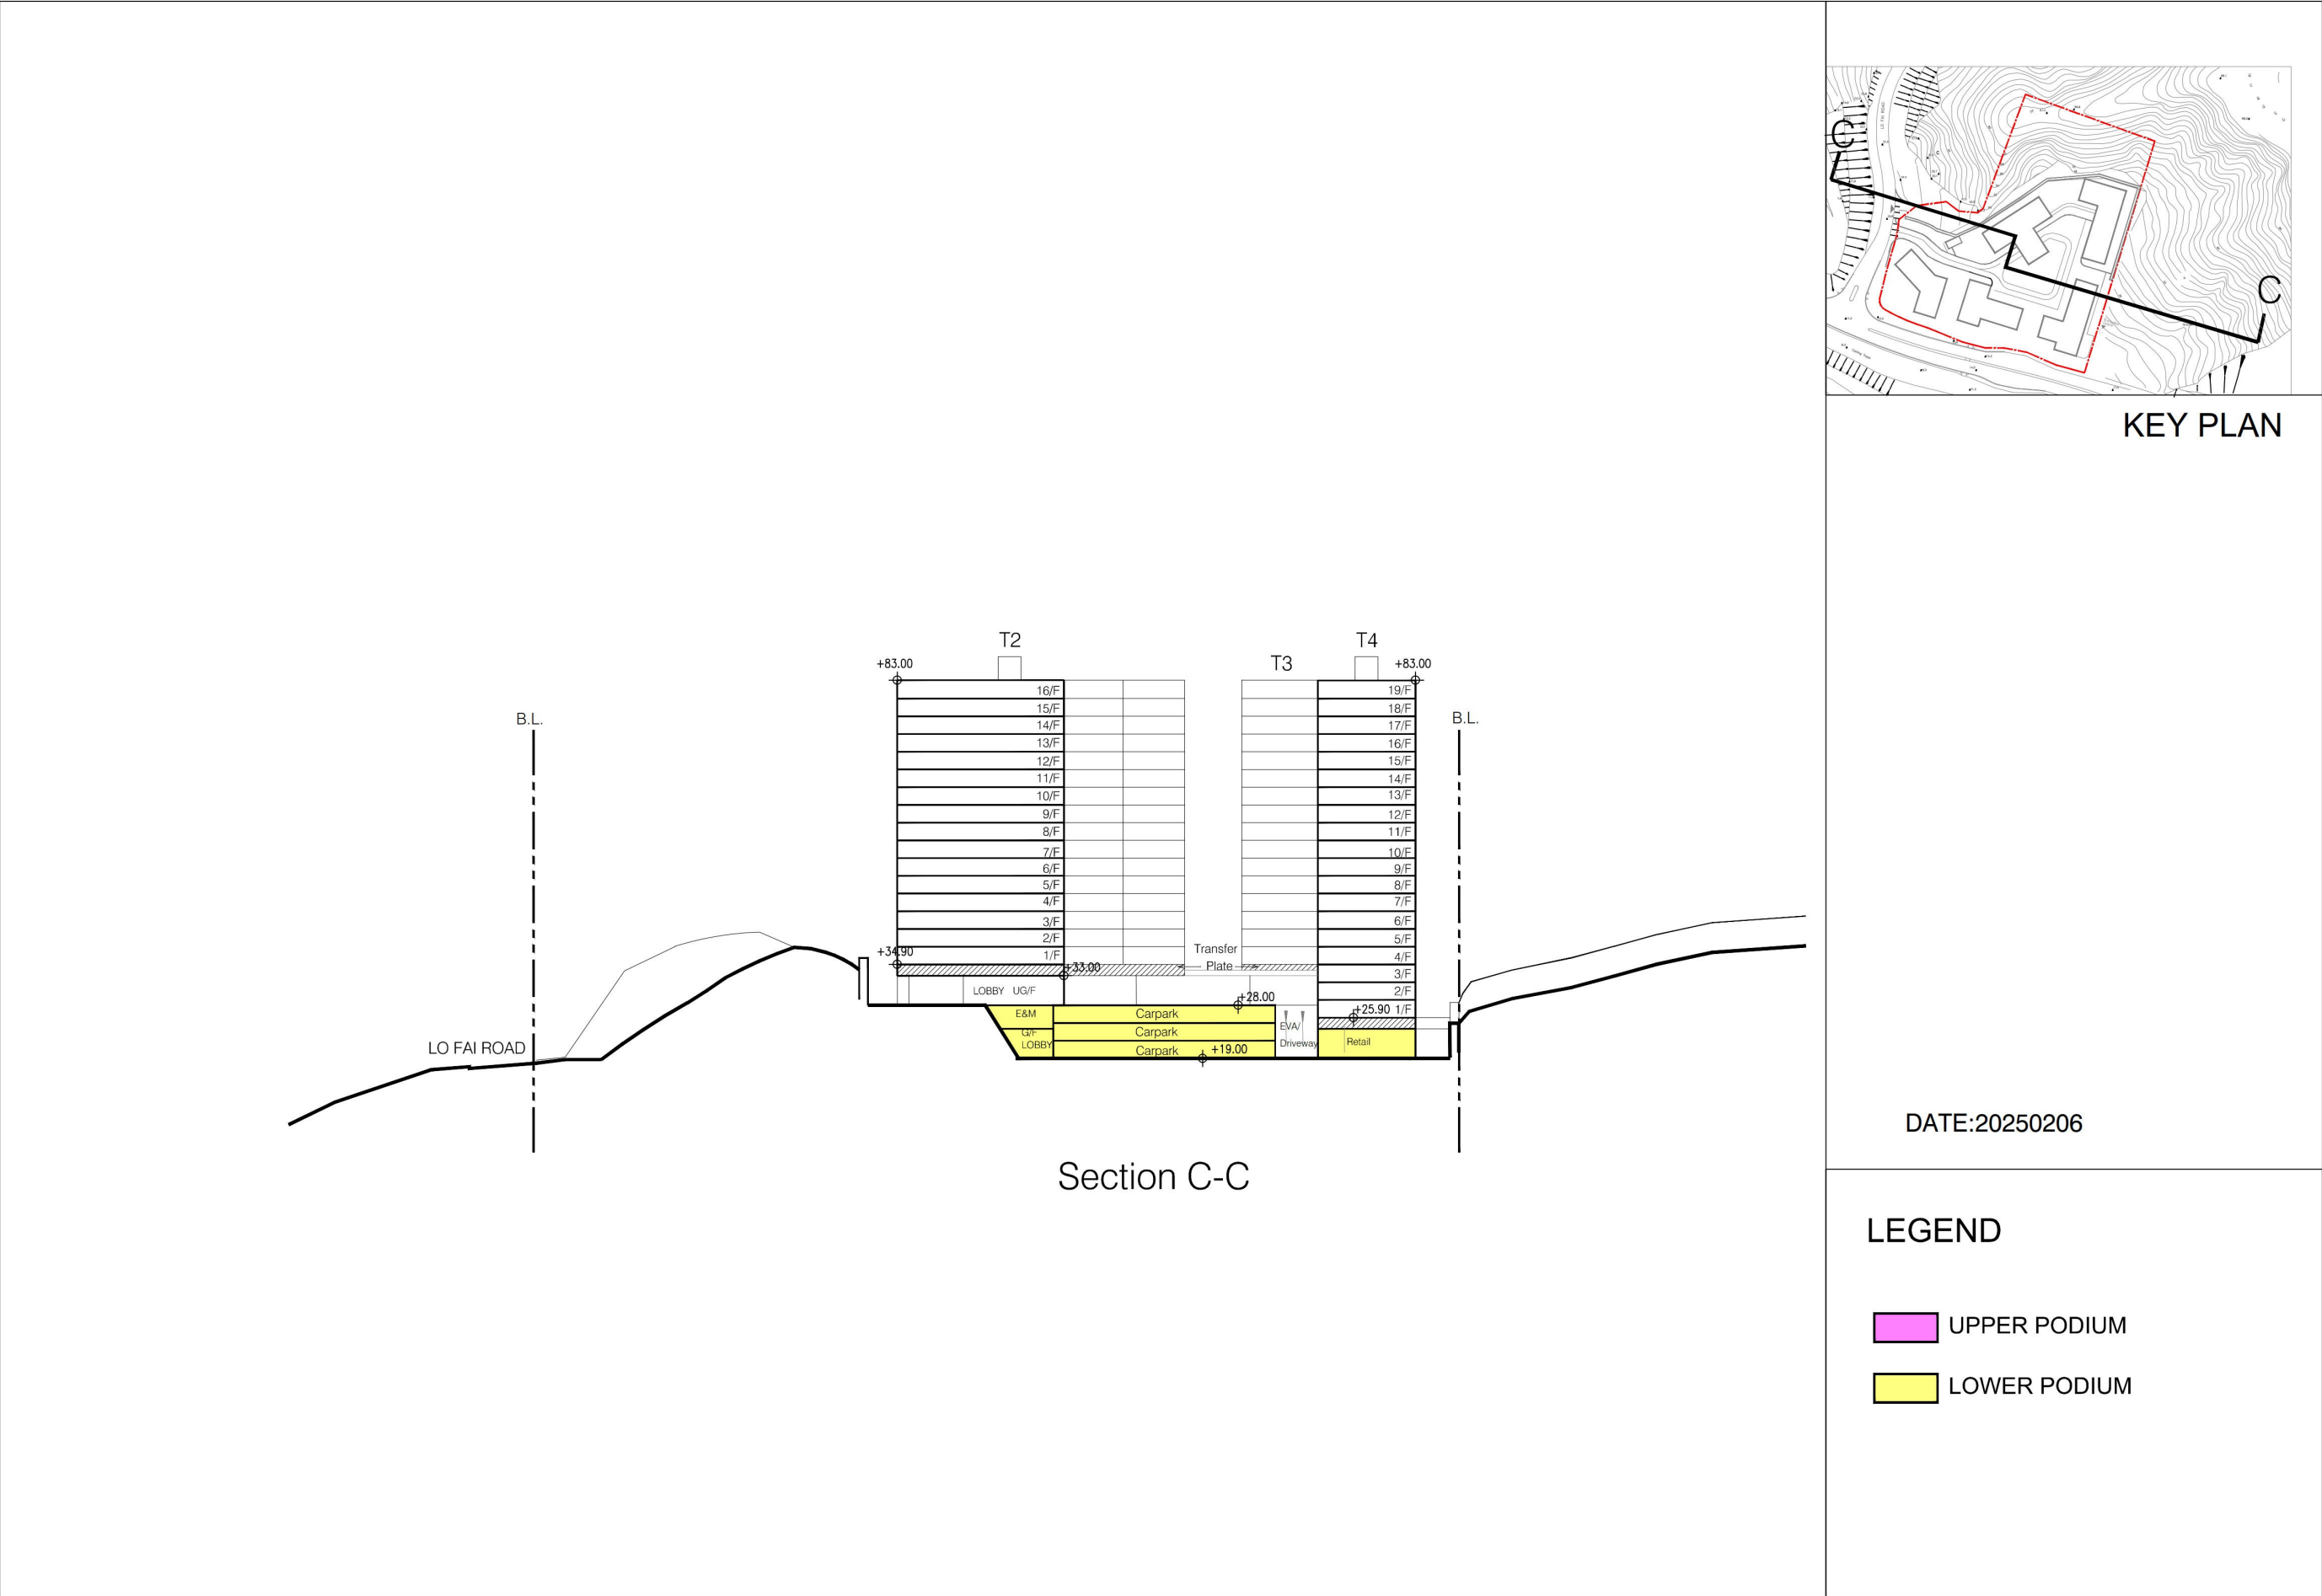 C
LO FAI ROAD
C
KEY PLAN
T2
T4
T3
+83.00
+83.00
16/F
15/F
14/F
13/F
12/F
11/F
10/F
9/F
8/F
7/F
6/F
5/F
4/F
3/F
2/F
1/F
19/F
18/F
17/F
16/F
15/F
14/F
13/F
12/F
11/F
10/F
9/F
8/F
7/F
6/F
5/F
4/F
3/F
2/F
+25.90 1/F
B.L.
B.L.
+34.90
+33.00
Transfer
Plate
LOBBY UG/F
+28.00
E&M
G/F
LOBBY
Carpark
Carpark
Carpark
+19.00
EVA/
Driveway
Retail
LO FAI ROAD
Section C-C
DATE:20250206
LEGEND
UPPER PODIUM
LOWER PODIUM